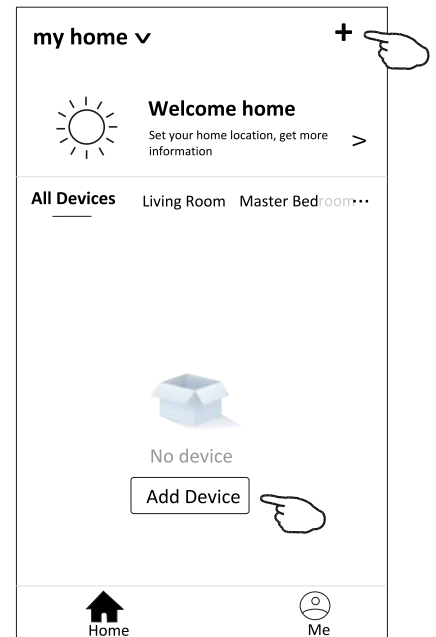 my home
+
Welcome home
Set your home location, get more
information
>
All Devices Living Room Master Bedroom ...
No device
Add Device
Home Me